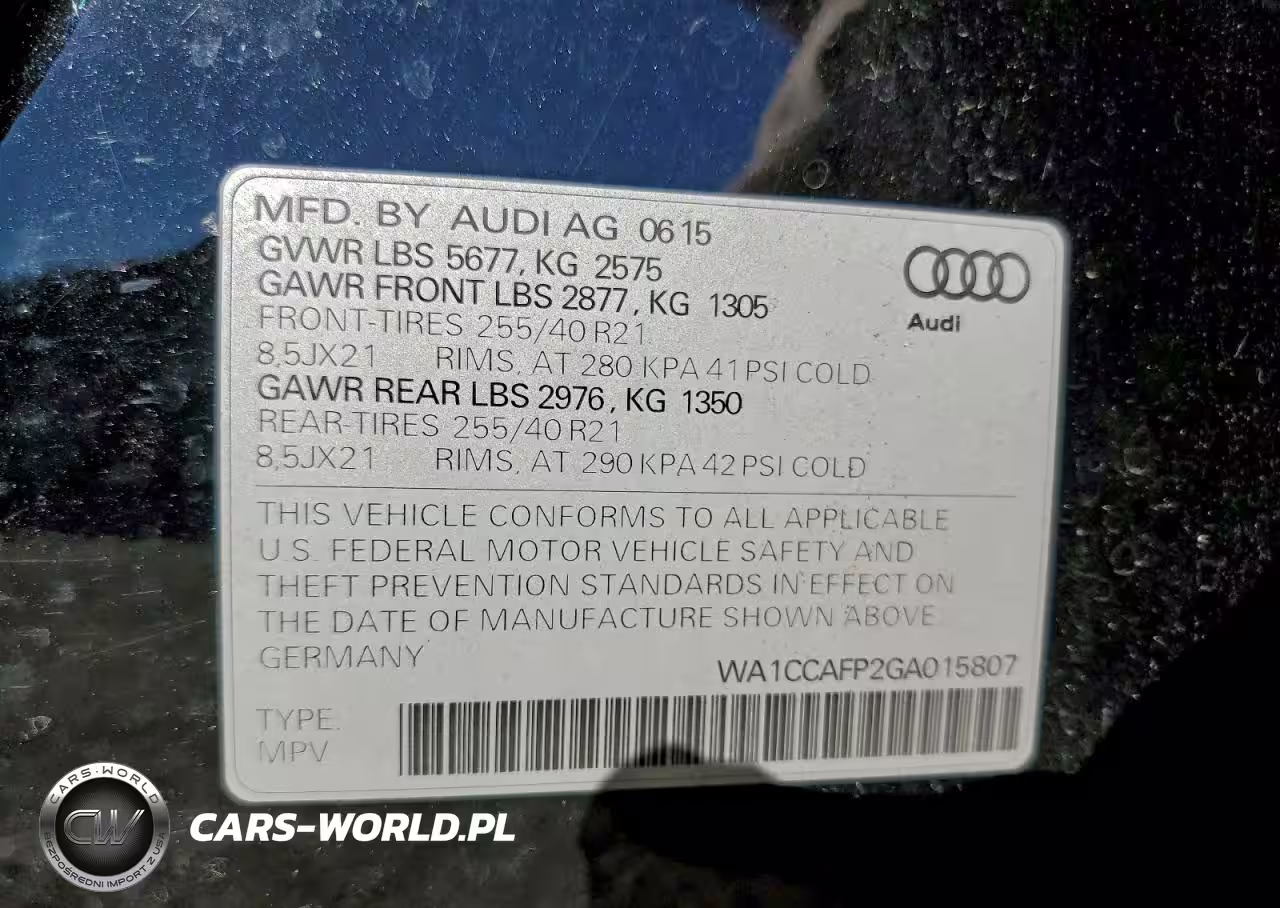 MFD. BY AUDI AG 0615
GVWR LBS 5677, KG 2575
GAWR FRONT LBS 2877, KG 1305
FRONT-TIRES 255/40 R21
8,5JX21 RIMS, AT 280 KPA 41 PSI COLD
GAWR REAR LBS 2976, KG 1350
REAR-TIRES 255/40 R21
8,5JX21 RIMS, AT 290 KPA 42 PSI COLD
Audi
THIS VEHICLE CONFORMS TO ALL APPLICABLE
U.S. FEDERAL MOTOR VEHICLE SAFETY AND
THEFT PREVENTION STANDARDS IN EFFECT ON
THE DATE OF MANUFACTURE SHOWN ABOVE
GERMANY
WA1CCAFP2GA015807
TYPE:
MPV
CARS-WORLD
CW
BEZPOŚREDNI IMPORT Z USA
CARS-WORLD.PL